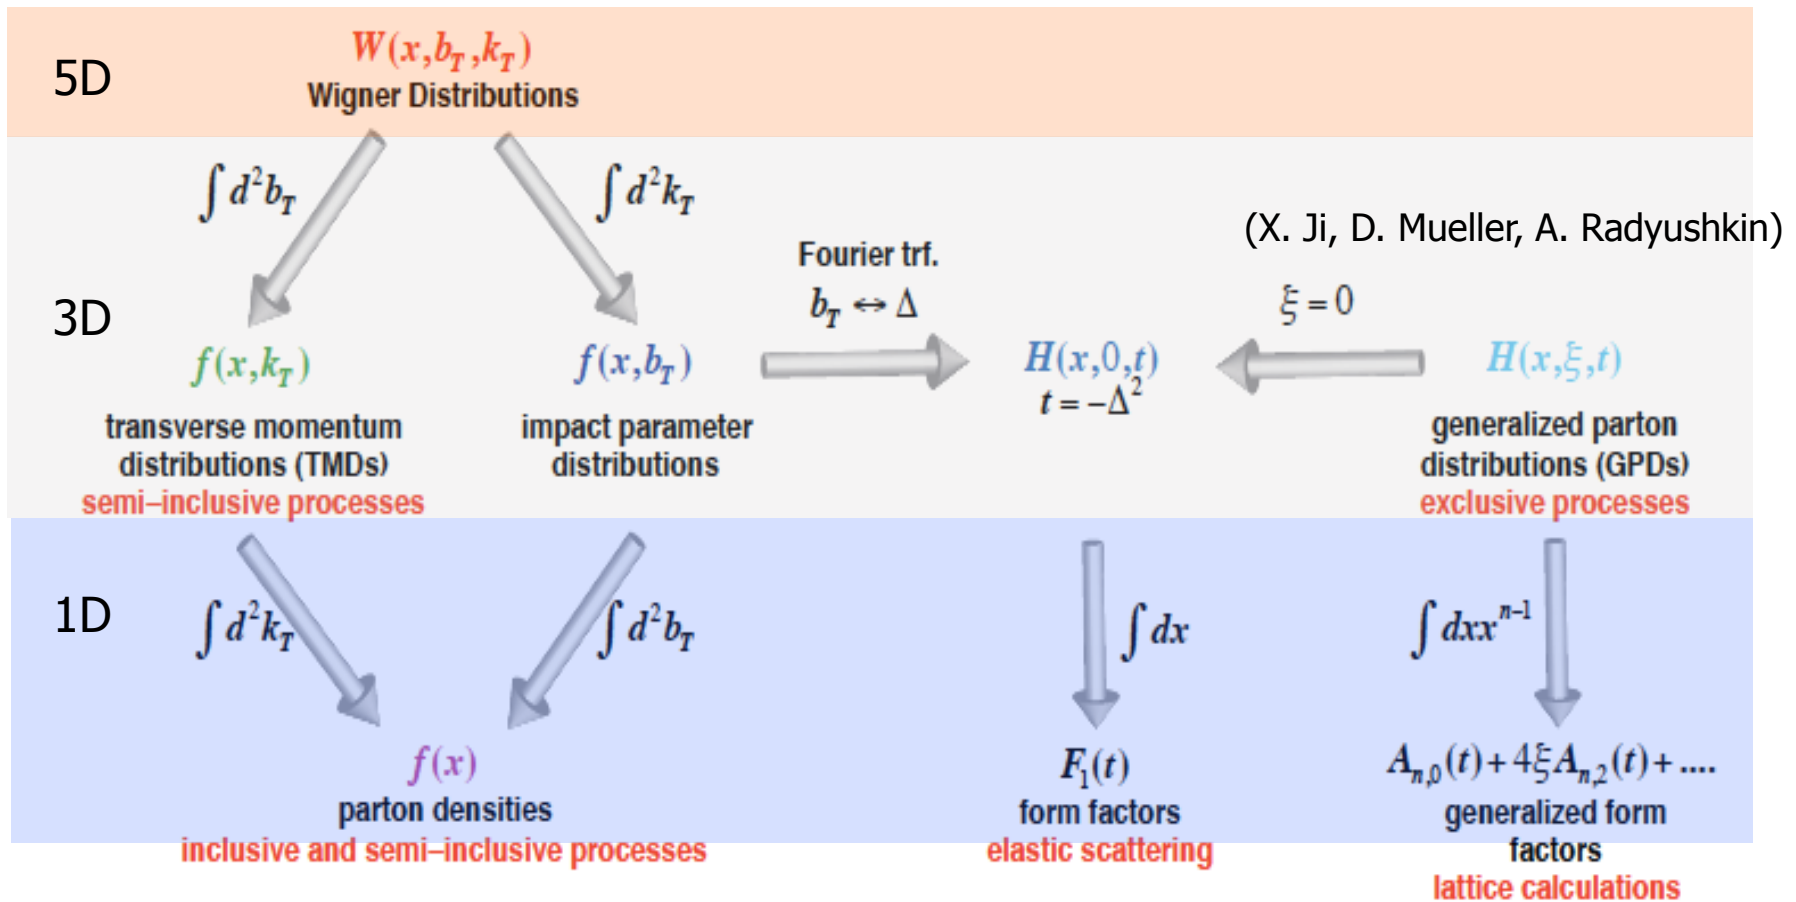 5D
W(x,b_T,k_T)
Wigner Distributions
∫d²b_T
∫d²k_T
(X. Ji, D. Mueller, A. Radyushkin)
Fourier trf.
b_T ↔ Δ
ξ = 0
3D
f(x,k_T)
f(x,b_T)
H(x,0,t)
t = −Δ²
H(x,ξ,t)
transverse momentum
distributions (TMDs)
semi–inclusive processes
impact parameter
distributions
generalized parton
distributions (GPDs)
exclusive processes
1D
∫d²k_T
∫d²b_T
∫dx
∫dxx^{n–1}
f(x)
parton densities
inclusive and semi–inclusive processes
F₁(t)
form factors
elastic scattering
A_{n,0}(t) + 4ξA_{n,2}(t) + ....
generalized form
factors
lattice calculations